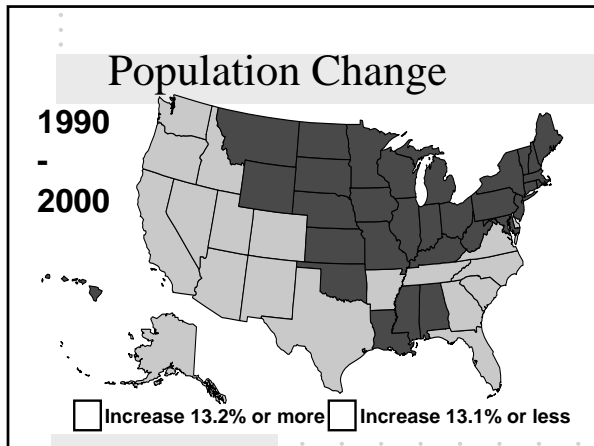 Population Change
1990
-
2000
Increase 13.2% or more Increase 13.1% or less